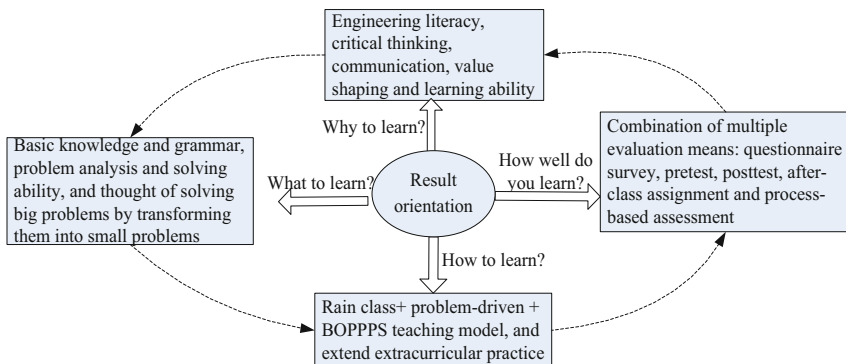 Engineering literacy,
critical thinking,
communication, value
shaping and learning ability
Why to learn?
Basic knowledge and grammar,
problem analysis and solving
ability, and thought of solving
big problems by transforming
them into small problems
What to learn?
Result
orientation
How well do
you learn?
Combination of multiple
evaluation means: questionnaire
survey, pretest, posttest, after-
class assignment and process-
based assessment
How to learn?
Rain class+ problem-driven +
BOPPPS teaching model, and
extend extracurricular practice